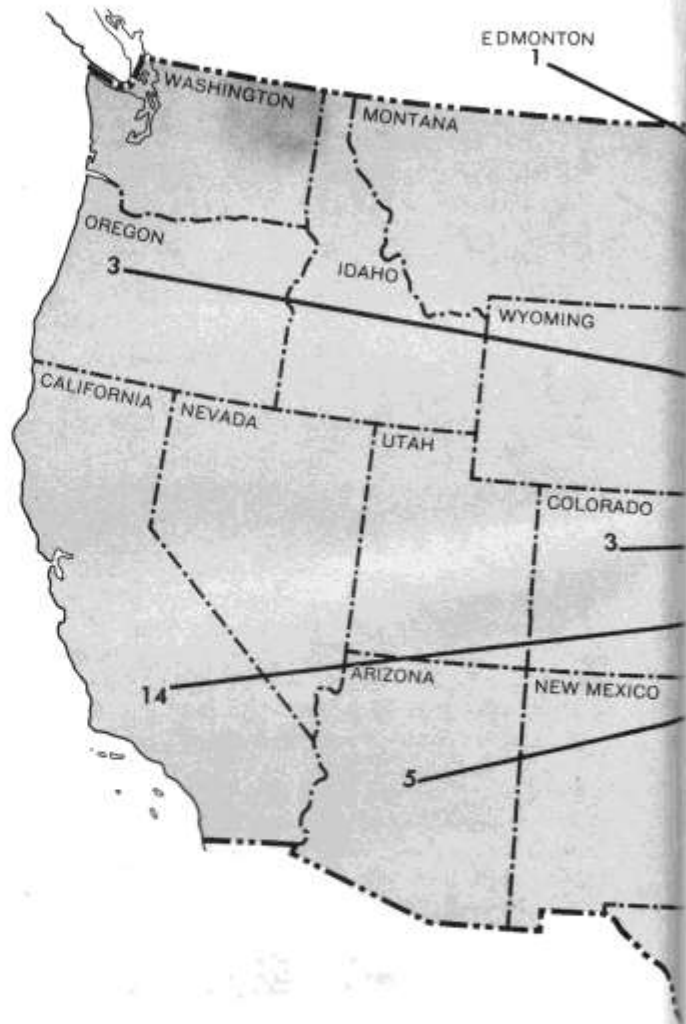 EDMONTON
1
WASHINGTON
MONTANA
OREGON
3
IDAHO
WYOMING
CALIFORNIA
NEVADA
UTAH
COLORADO
3
14
ARIZONA
NEW MEXICO
5